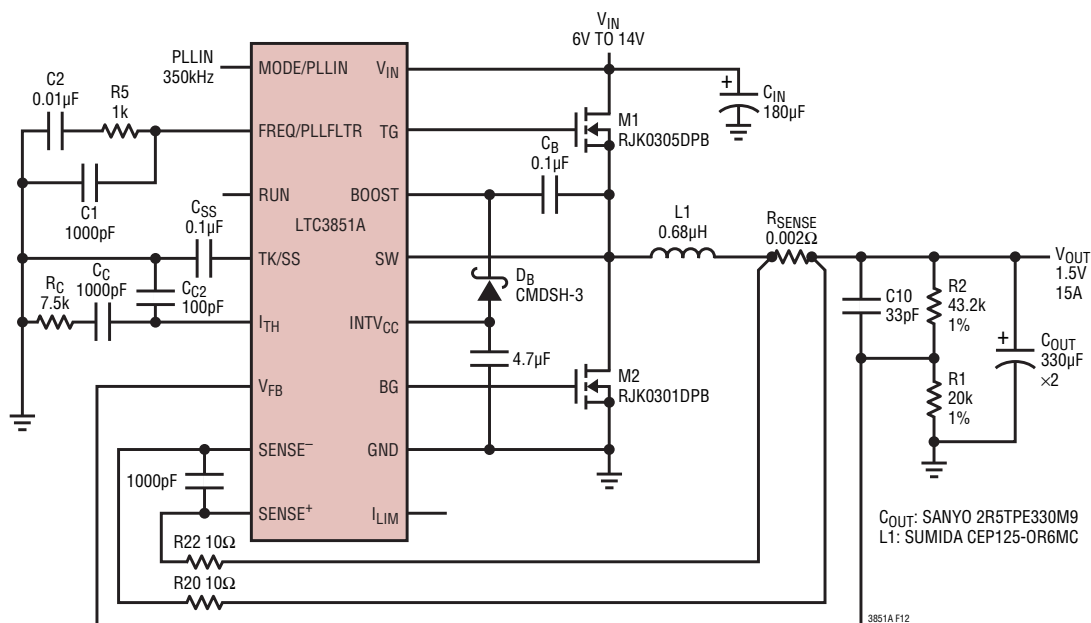 V_IN
6V TO 14V
PLLIN
350kHz
MODE/PLLIN
V_IN
C2
0.01µF
R5
1k
FREQ/PLLFLTR
TG
M1
RJK0305DPB
+
C_IN
180µF
C_B
0.1µF
C1
1000pF
RUN
BOOST
LTC3851A
C_SS
0.1µF
TK/SS
SW
L1
0.68µH
R_SENSE
0.002Ω
V_OUT
1.5V
15A
R_C
7.5k
C_C
1000pF
C_C2
100pF
D_B
CMDSH-3
C10
33pF
R2
43.2k
1%
I_TH
INTV_CC
4.7µF
+
C_OUT
330µF
×2
V_FB
BG
M2
RJK0301DPB
R1
20k
1%
SENSE⁻
GND
1000pF
SENSE⁺
I_LIM
C_OUT: SANYO 2R5TPE330M9
L1: SUMIDA CEP125-OR6MC
R22 10Ω
R20 10Ω
3851A F12